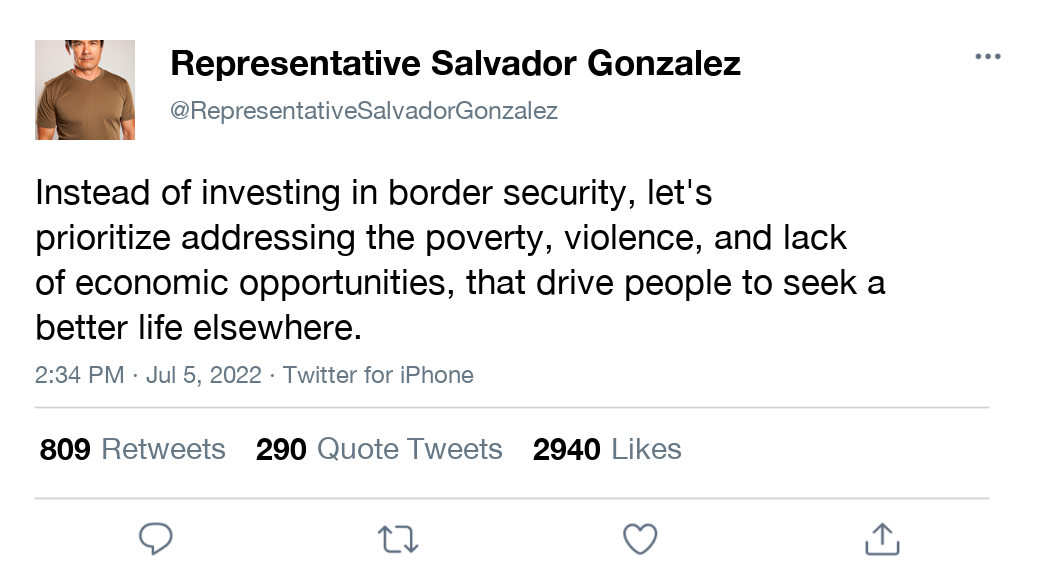 Representative Salvador Gonzalez
@RepresentativeSalvadorGonzalez
Instead of investing in border security, let's
prioritize addressing the poverty, violence, and lack
of economic opportunities, that drive people to seek a
better life elsewhere.
2:34 PM · Jul 5, 2022 · Twitter for iPhone
809 Retweets 290 Quote Tweets 2940 Likes